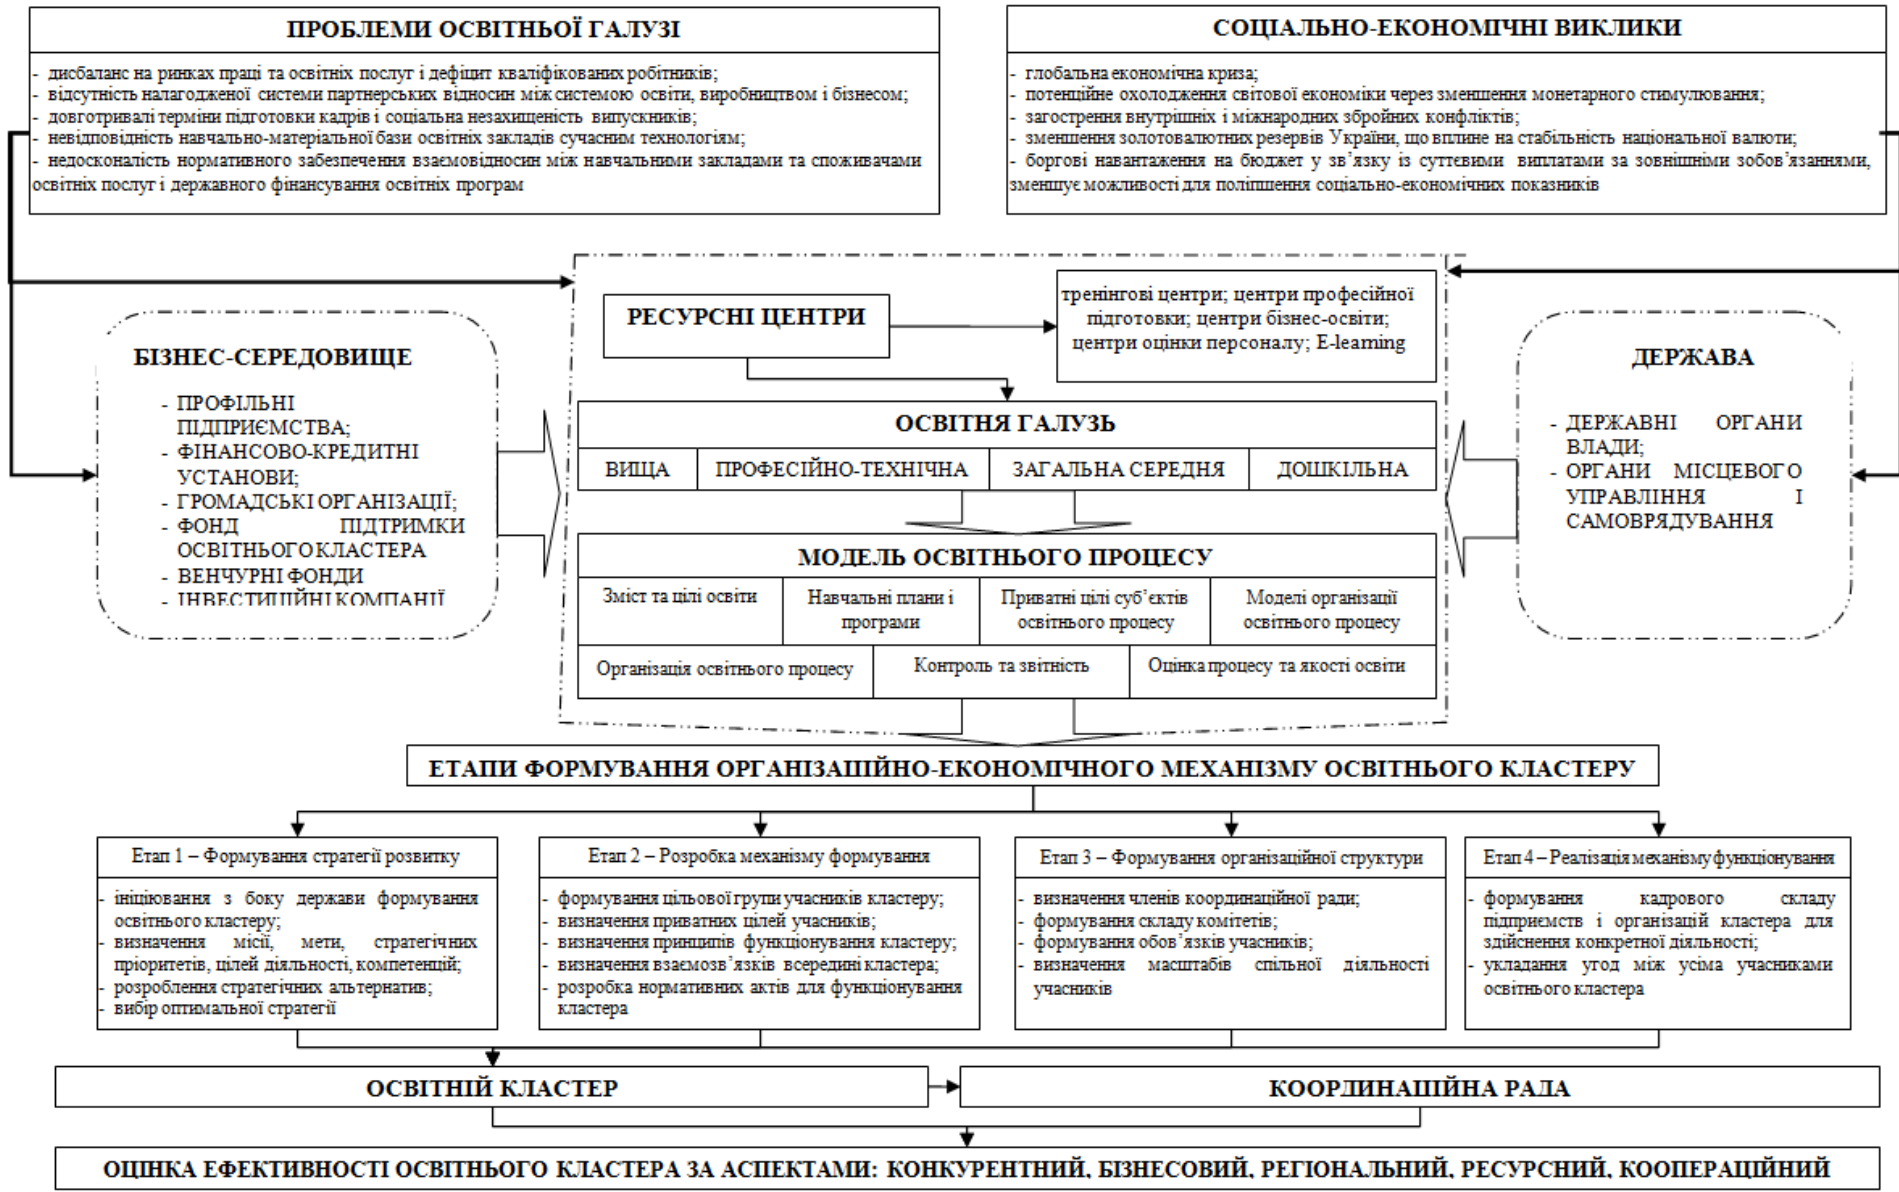 ПРОБЛЕМИ ОСВІТНЬОЇ ГАЛУЗІ
- дисбаланс на ринках праці та освітніх послуг і дефіцит кваліфікованих робітників;
- відсутність налагодженої системи партнерських відносин між системою освіти, виробництвом і бізнесом;
- довготривалі терміни підготовки кадрів і соціальна незахищеність випускників;
- невідповідність навчально-матеріальної бази освітніх закладів сучасним технологіям;
- недосконалість нормативного забезпечення взаємовідносин між навчальними закладами та споживачами
освітніх послуг і державного фінансування освітніх програм
СОЦІАЛЬНО-ЕКОНОМІЧНІ ВИКЛИКИ
- глобальна економічна криза;
- потенційне охолодження світової економіки через зменшення монетарного стимулювання;
- загострення внутрішніх і міжнародних збройних конфліктів;
- зменшення золотовалютних резервів України, що вплине на стабільність національної валюти;
- боргові навантаження на бюджет у зв’язку із суттєвими виплатами за зовнішніми зобов’язаннями,
зменшує можливості для поліпшення соціально-економічних показників
РЕСУРСНІ ЦЕНТРИ
тренінгові центри; центри професійної
підготовки; центри бізнес-освіти;
центри оцінки персоналу; E-learning
БІЗНЕС-СЕРЕДОВИЩЕ
- ПРОФІЛЬНІ
ПІДПРИЄМСТВА;
- ФІНАНСОВО-КРЕДИТНІ
УСТАНОВИ;
- ГРОМАДСЬКІ ОРГАНІЗАЦІЇ;
- ФОНД ПІДТРИМКИ
ОСВІТНЬОГО КЛАСТЕРА
- ВЕНЧУРНІ ФОНДИ
- ІНВЕСТИЦІЙНІ КОМПАНІЇ
ДЕРЖАВА
- ДЕРЖАВНІ ОРГАНИ
ВЛАДИ;
- ОРГАНИ МІСЦЕВОГО
УПРАВЛІННЯ І
САМОВРЯДУВАННЯ
ОСВІТНЯ ГАЛУЗЬ
ВИЩА ПРОФЕСІЙНО-ТЕХНІЧНА ЗАГАЛЬНА СЕРЕДНЯ ДОШКІЛЬНА
МОДЕЛЬ ОСВІТНЬОГО ПРОЦЕСУ
Зміст та цілі освіти
Навчальні плани і
програми
Приватні цілі суб’єктів
освітнього процесу
Моделі організації
освітнього процесу
Організація освітнього процесу
Контроль та звітність
Оцінка процесу та якості освіти
ЕТАПИ ФОРМУВАННЯ ОРГАНІЗАЦІЙНО-ЕКОНОМІЧНОГО МЕХАНІЗМУ ОСВІТНЬОГО КЛАСТЕРУ
Етап 1 – Формування стратегії розвитку
- ініціювання з боку держави формування
освітнього кластеру;
- визначення місії, мети, стратегічних
пріоритетів, цілей діяльності, компетенцій;
- розроблення стратегічних альтернатив;
- вибір оптимальної стратегії
Етап 2 – Розробка механізму формування
- формування цільової групи учасників кластеру;
- визначення приватних цілей учасників;
- визначення принципів функціонування кластеру;
- визначення взаємозв’язків всередині кластера;
- розробка нормативних актів для функціонування
кластера
Етап 3 – Формування організаційної структури
- визначення членів координаційної ради;
- формування складу комітетів;
- формування обов’язків учасників;
- визначення масштабів спільної діяльності
учасників
Етап 4 – Реалізація механізму функціонування
- формування кадрового складу
підприємств і організацій кластера для
здійснення конкретної діяльності;
- укладання угод між усіма учасниками
освітнього кластера
ОСВІТНІЙ КЛАСТЕР
КООРДИНАЦІЙНА РАДА
ОЦІНКА ЕФЕКТИВНОСТІ ОСВІТНЬОГО КЛАСТЕРА ЗА АСПЕКТАМИ: КОНКУРЕНТНИЙ, БІЗНЕСОВИЙ, РЕГІОНАЛЬНИЙ, РЕСУРСНИЙ, КООПЕРАЦІЙНИЙ